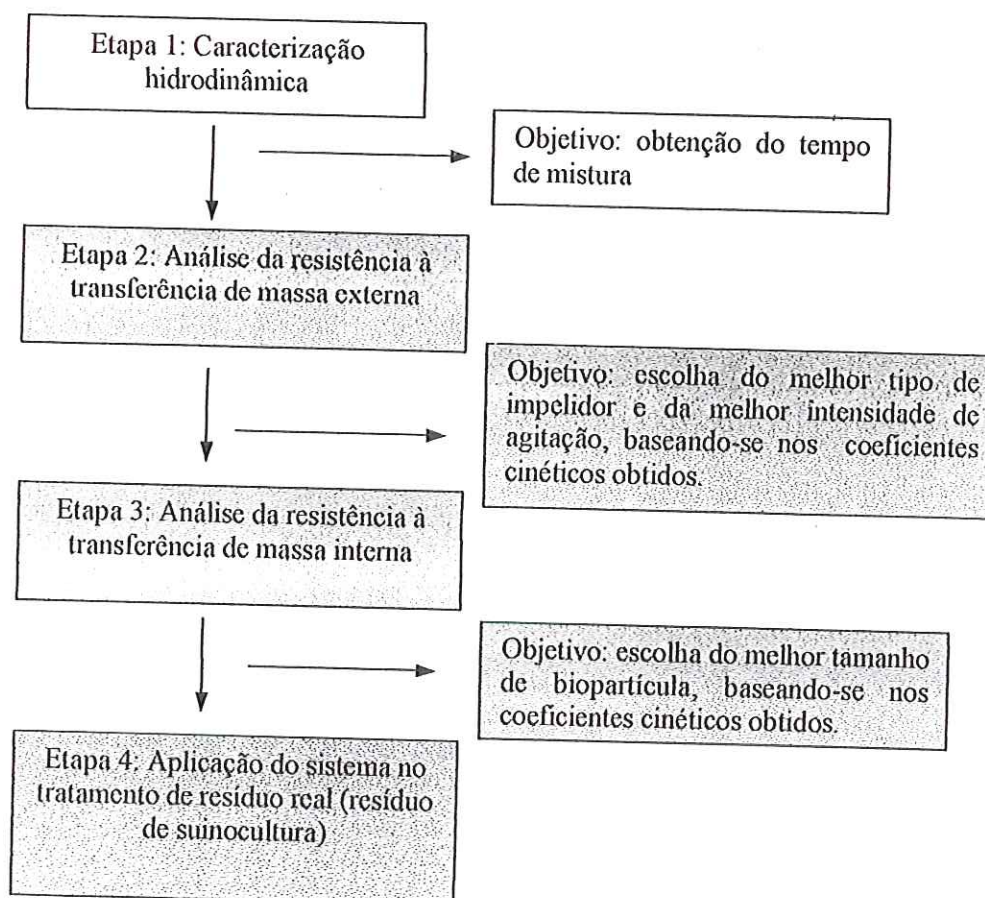 Etapa 1: Caracterização
hidrodinâmica
Objetivo: obtenção do tempo
de mistura
Etapa 2: Análise da resistência à
transferência de massa externa
Objetivo: escolha do melhor tipo de
impelidor e da melhor intensidade de
agitação, baseando-se nos coeficientes
cinéticos obtidos.
Etapa 3: Análise da resistência à
transferência de massa interna
Objetivo: escolha do melhor tamanho
de biopartícula, baseando-se nos
coeficientes cinéticos obtidos.
Etapa 4: Aplicação do sistema no
tratamento de resíduo real (resíduo
de suinocultura)